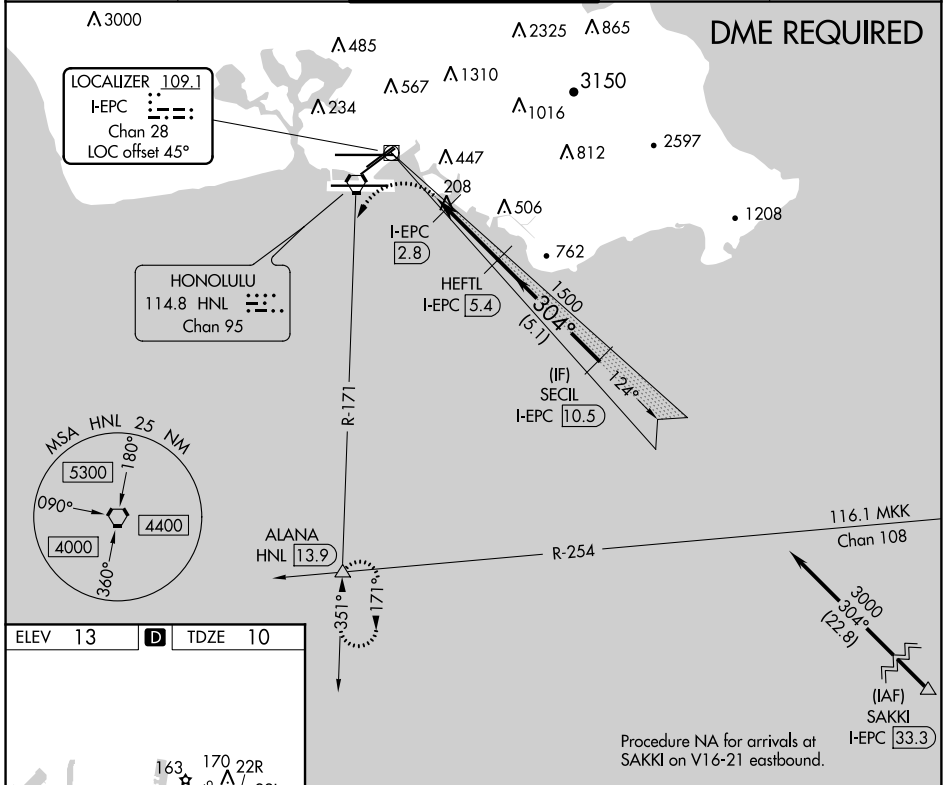 DME REQUIRED
3000
485
2325
865
LOCALIZER 109.1
I-EPC
Chan 28
LOC offset 45°
567
1310
3150
234
1016
2597
447
812
208
506
1208
762
I-EPC
2.8
HEFTL
I-EPC 5.4
1500
304°
(5.1)
124°
(IF)
SECIL
I-EPC 10.5
HONOLULU
114.8 HNL
Chan 95
R-171
MSA HNL 25 NM
5300
180°
090°
4400
4000
360°
ALANA
HNL 13.9
R-254
116.1 MKK
Chan 108
351°
171°
3000
304°
(22.8)
(IAF)
SAKKI
I-EPC 33.3
Procedure NA for arrivals at
SAKKI on V16-21 eastbound.
ELEV 13 D TDZE 10
163
170
22R